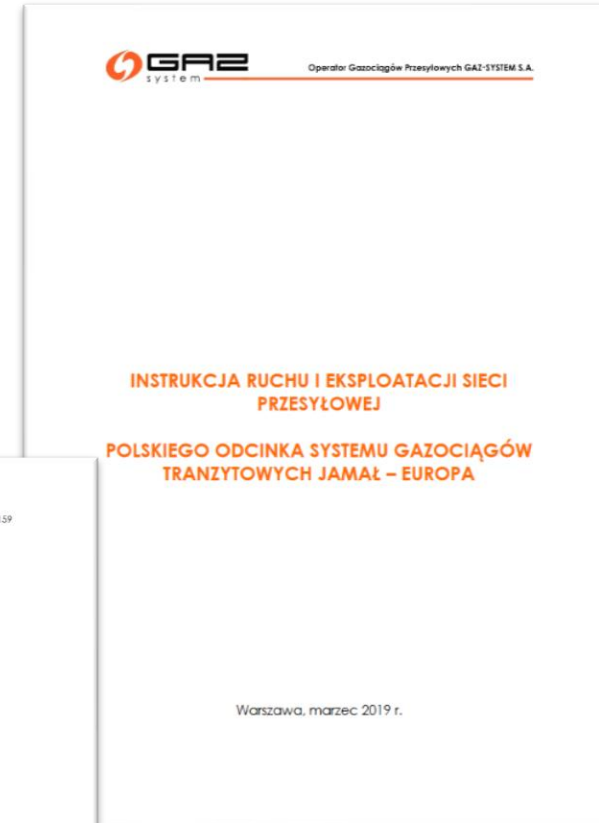 GAZ
system
Operator Gazociągów Przesyłowych GAZ-SYSTEM S.A.
INSTRUKCJA RUCHU I EKSPLOATACJI SIECI
PRZESYŁOWEJ
POLSKIEGO ODCINKA SYSTEMU GAZOCIĄGÓW
TRANZYTOWYCH JAMAŁ – EUROPA
159
Warszawa, marzec 2019 r.